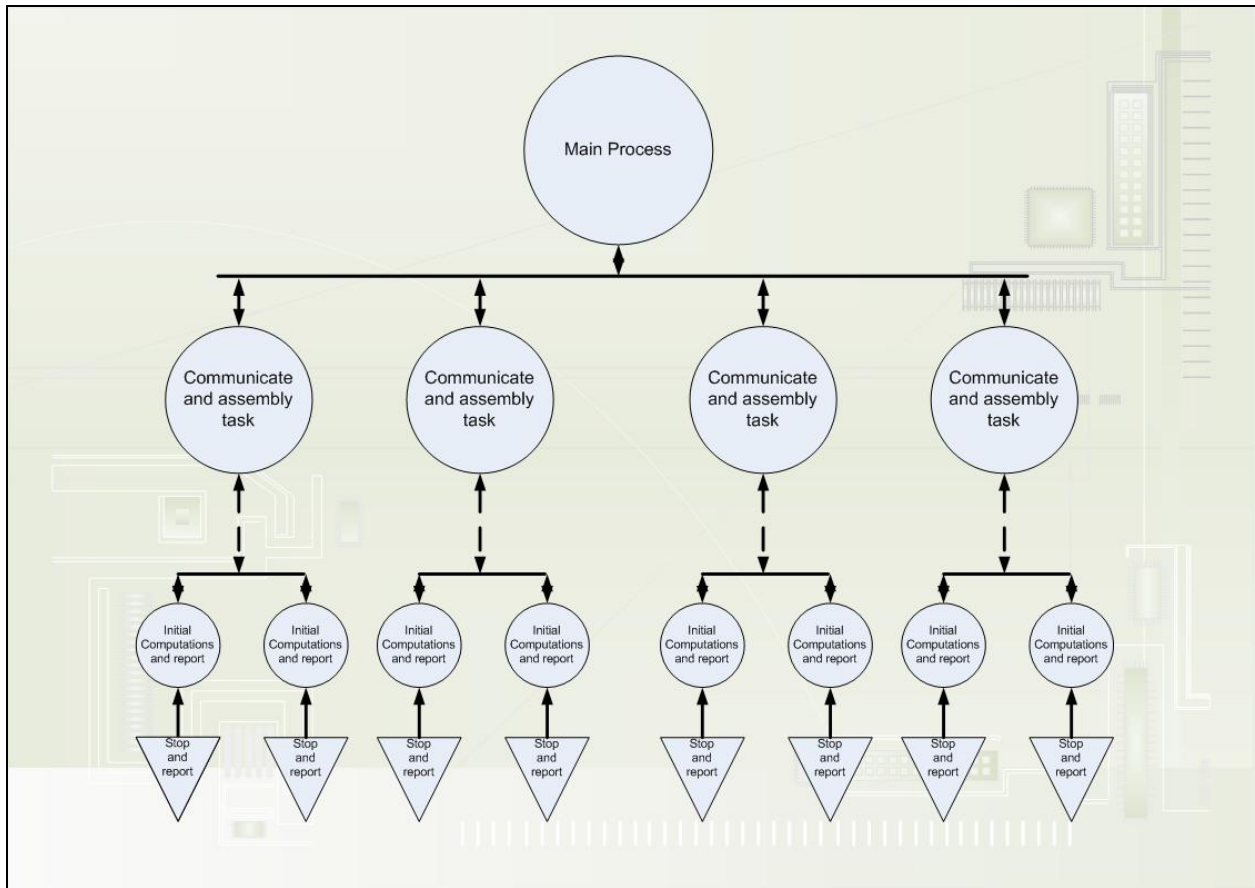 Main Process
Communicate
and assembly
task
Communicate
and assembly
task
Communicate
and assembly
task
Communicate
and assembly
task
Initial
Computations
and report
Initial
Computations
and report
Initial
Computations
and report
Initial
Computations
and report
Initial
Computations
and report
Initial
Computations
and report
Initial
Computations
and report
Initial
Computations
and report
Stop
and
report
Stop
and
report
Stop
and
report
Stop
and
report
Stop
and
report
Stop
and
report
Stop
and
report
Stop
and
report